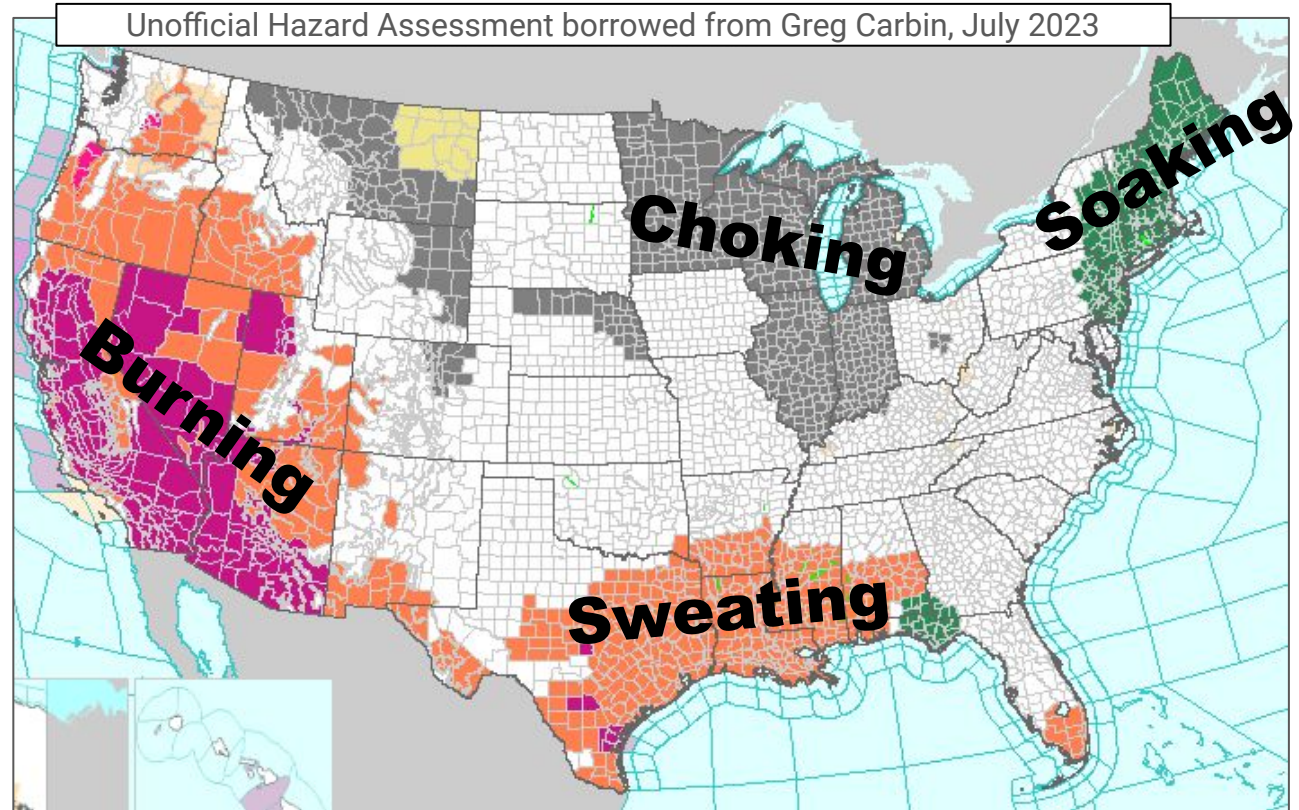 Unofficial Hazard Assessment borrowed from Greg Carbin, July 2023
Soaking
Choking
Burning
Sweating